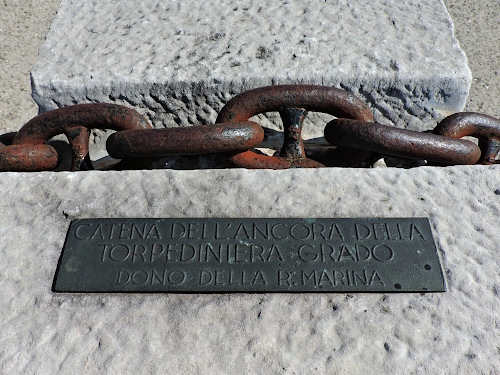 CATENA DELL'ANCORA DELLA
TORPEDINIERA GRADO
DONO DELLA R. MARINA